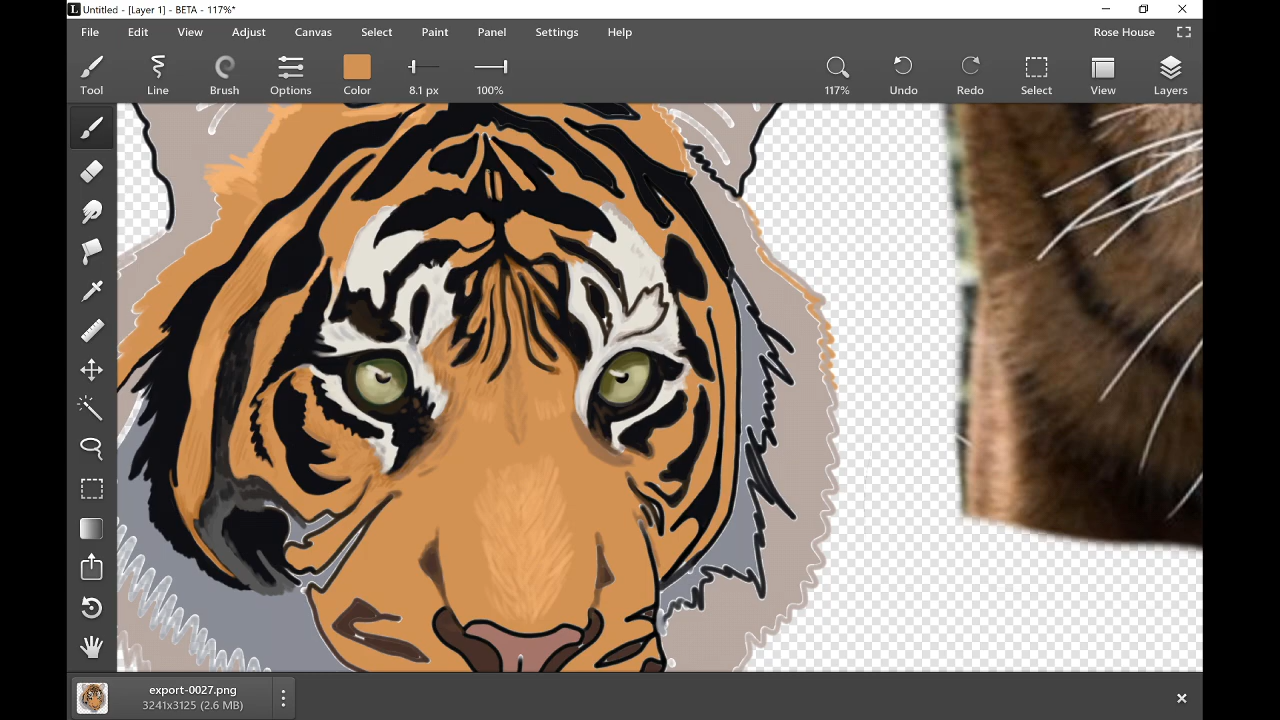 L Untitled - [Layer 1] - BETA - 117%*
File Edit View Adjust Canvas Select Paint Panel Settings Help Rose House
Tool Line Brush Options Color 8.1 px 100% 117% Undo Redo Select View Layers
export-0027.png
3241x3125 (2.6 MB)